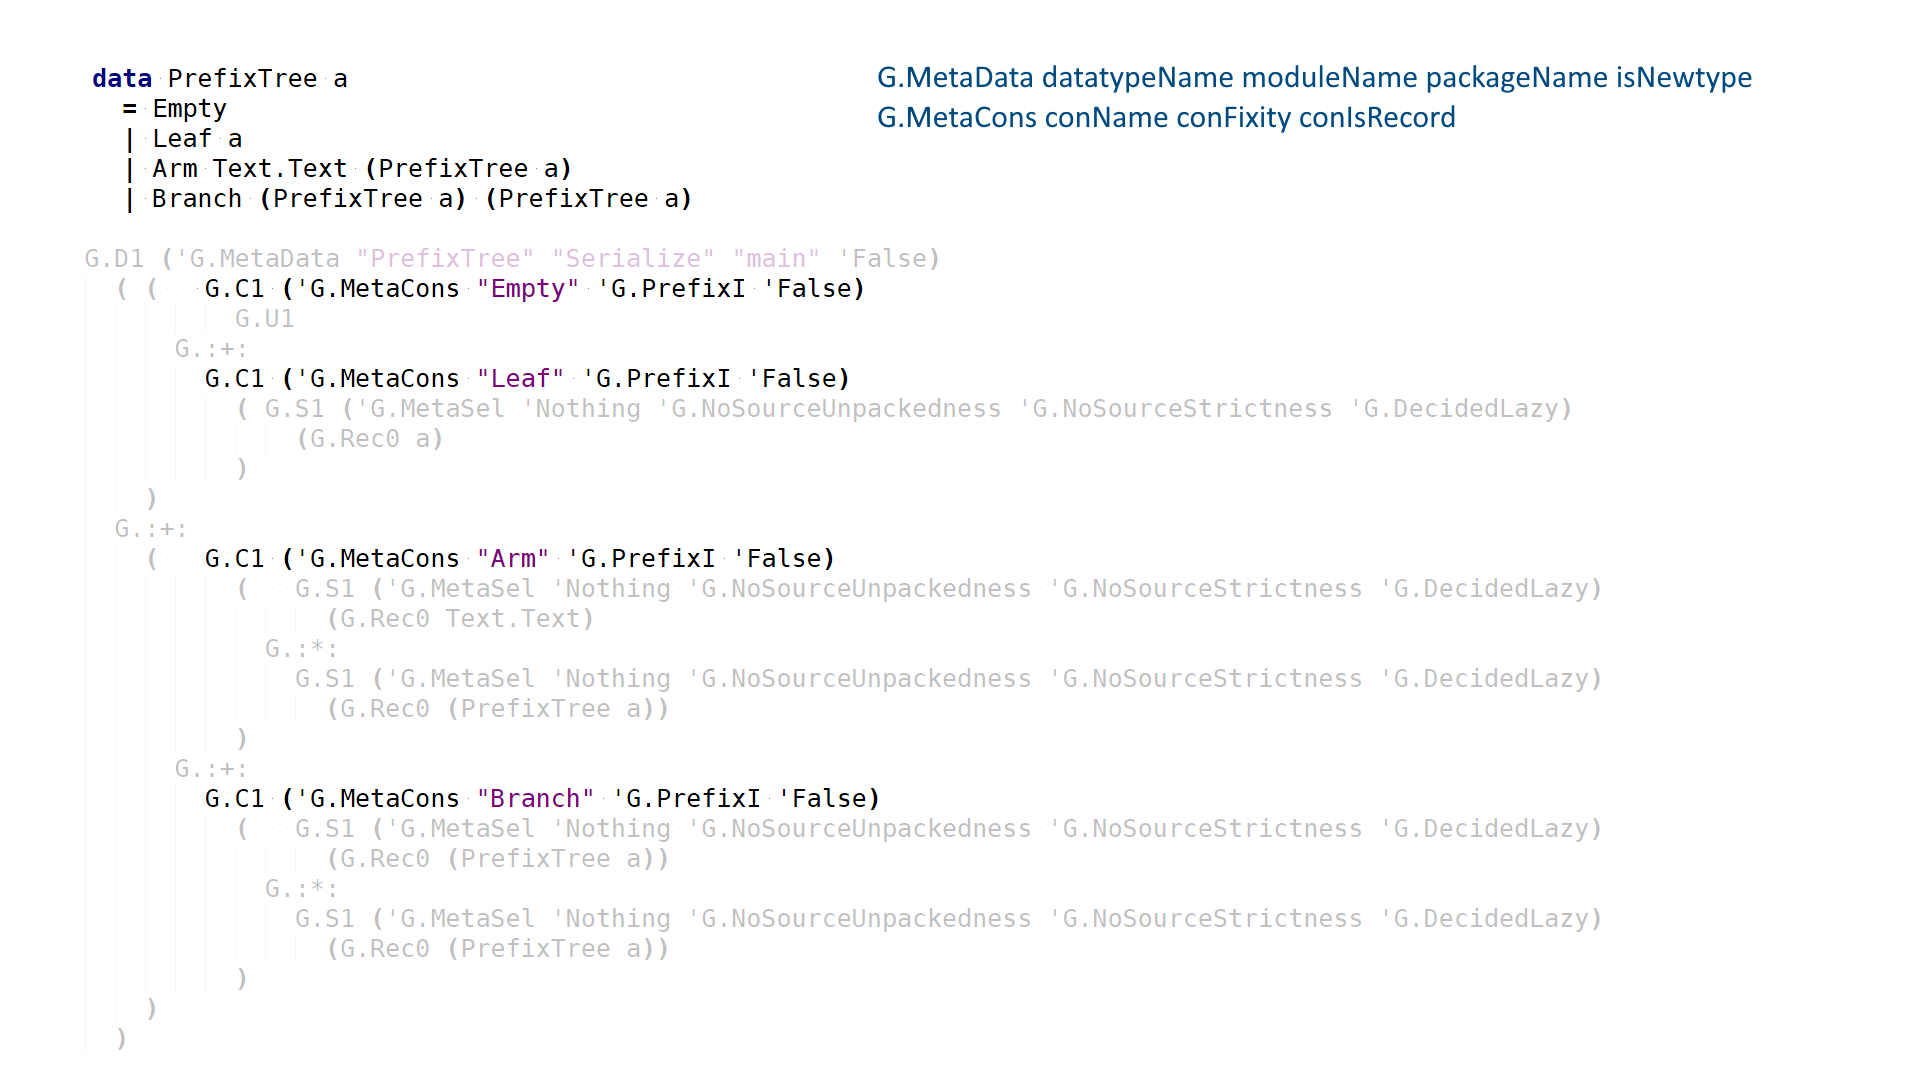 data PrefixTree a
= Empty
| Leaf a
| Arm Text.Text (PrefixTree a)
| Branch (PrefixTree a) (PrefixTree a)
G.MetaData datatypeName moduleName packageName isNewtype
G.MetaCons conName conFixity conIsRecord
G.D1 ('G.MetaData "PrefixTree" "Serialize" "main" 'False)
( ( G.C1 ('G.MetaCons "Empty" 'G.PrefixI 'False)
G.U1
G.:+:
G.C1 ('G.MetaCons "Leaf" 'G.PrefixI 'False)
( G.S1 ('G.MetaSel 'Nothing 'G.NoSourceUnpackedness 'G.NoSourceStrictness 'G.DecidedLazy)
(G.Rec0 a)
)
)
G.:+:
( G.C1 ('G.MetaCons "Arm" 'G.PrefixI 'False)
( G.S1 ('G.MetaSel 'Nothing 'G.NoSourceUnpackedness 'G.NoSourceStrictness 'G.DecidedLazy)
(G.Rec0 Text.Text)
G.:*:
G.S1 ('G.MetaSel 'Nothing 'G.NoSourceUnpackedness 'G.NoSourceStrictness 'G.DecidedLazy)
(G.Rec0 (PrefixTree a))
)
G.:+:
G.C1 ('G.MetaCons "Branch" 'G.PrefixI 'False)
( G.S1 ('G.MetaSel 'Nothing 'G.NoSourceUnpackedness 'G.NoSourceStrictness 'G.DecidedLazy)
(G.Rec0 (PrefixTree a))
G.:*:
G.S1 ('G.MetaSel 'Nothing 'G.NoSourceUnpackedness 'G.NoSourceStrictness 'G.DecidedLazy)
(G.Rec0 (PrefixTree a))
)
)
)